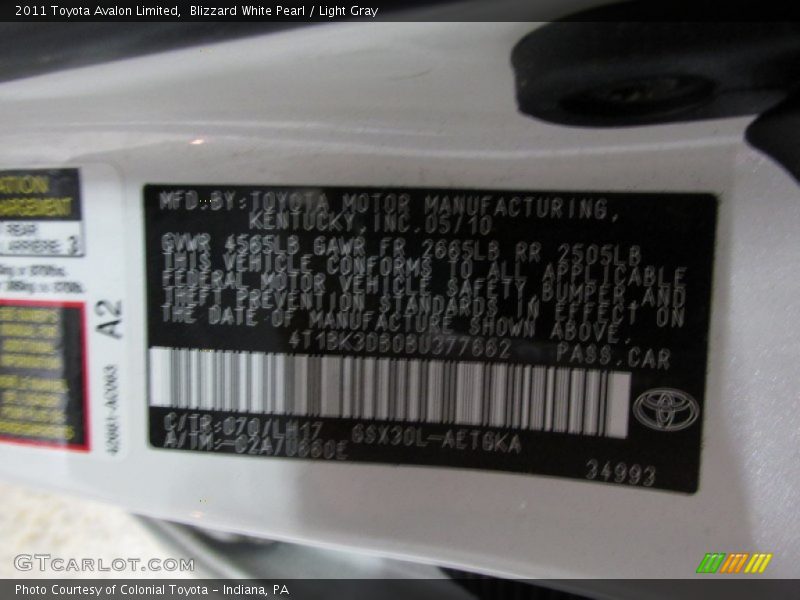 2011 Toyota Avalon Limited, Blizzard White Pearl / Light Gray
MFD.BY:TOYOTA MOTOR MANUFACTURING,
KENTUCKY,INC.05/10
GVWR 4565LB GAWR FR 2665LB RR 2505LB
THIS VEHICLE CONFORMS TO ALL APPLICABLE
FEDERAL MOTOR VEHICLE SAFETY, BUMPER,AND
THEFT PREVENTION STANDARDS IN EFFECT ON
THE DATE OF MANUFACTURE SHOWN ABOVE.
4T1BK3DB0BU377662 PASS.CAR
C/TR:070/LH17 GSX30L-AETGKA
34993
A2
REAR
GTCARLOT.COM
Photo Courtesy of Colonial Toyota - Indiana, PA